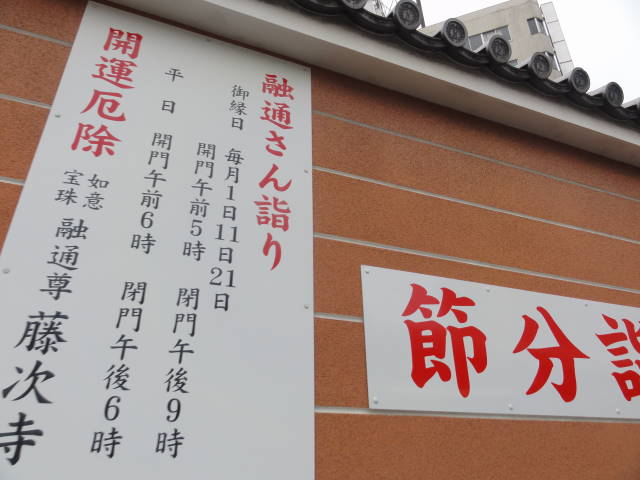 融通さん詣り
御縁日 毎月1日11日21日
開門午前5時 閉門午後9時
平日 開門午前6時 閉門午後6時
開運厄除
如意
宝珠 融通尊 藤次寺
節分詣